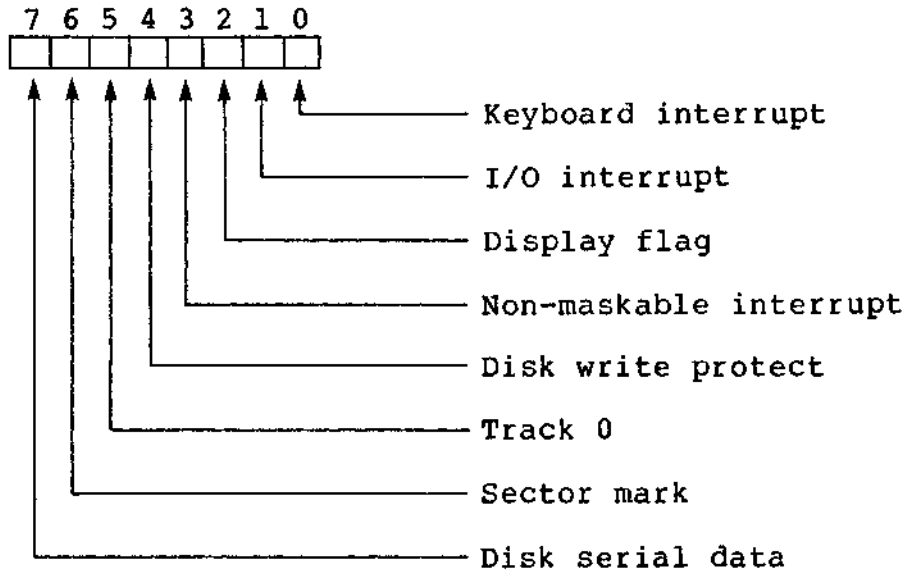 7 6 5 4 3 2 1 0
Keyboard interrupt
I/O interrupt
Display flag
Non-maskable interrupt
Disk write protect
Track 0
Sector mark
Disk serial data